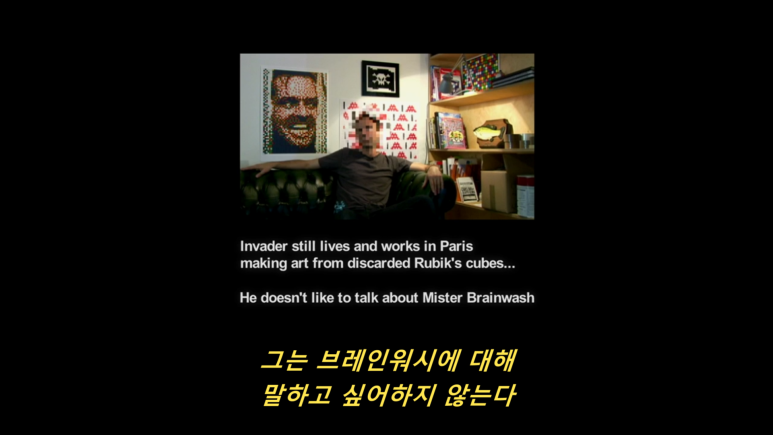 Invader still lives and works in Paris
making art from discarded Rubik's cubes...
He doesn't like to talk about Mister Brainwash
그는 브레인워시에 대해
말하고 싶어하지 않는다